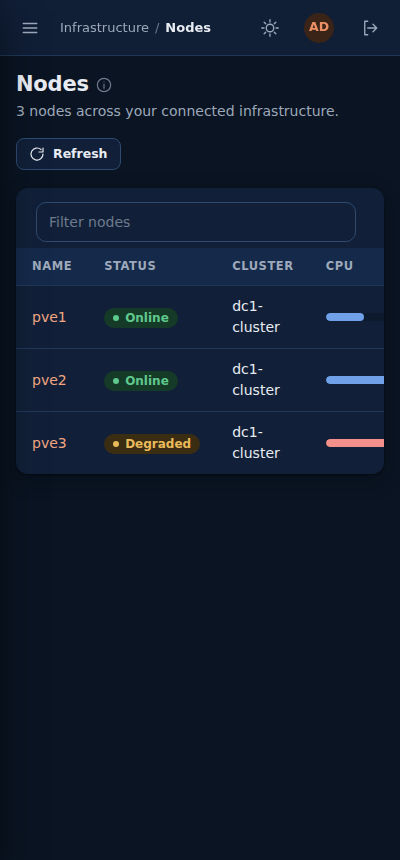 Infrastructure / Nodes
AD
Nodes
3 nodes across your connected infrastructure.
Refresh
Filter nodes
NAME STATUS CLUSTER CPU
pve1 Online dc1-
cluster
pve2 Online dc1-
cluster
pve3 Degraded dc1-
cluster